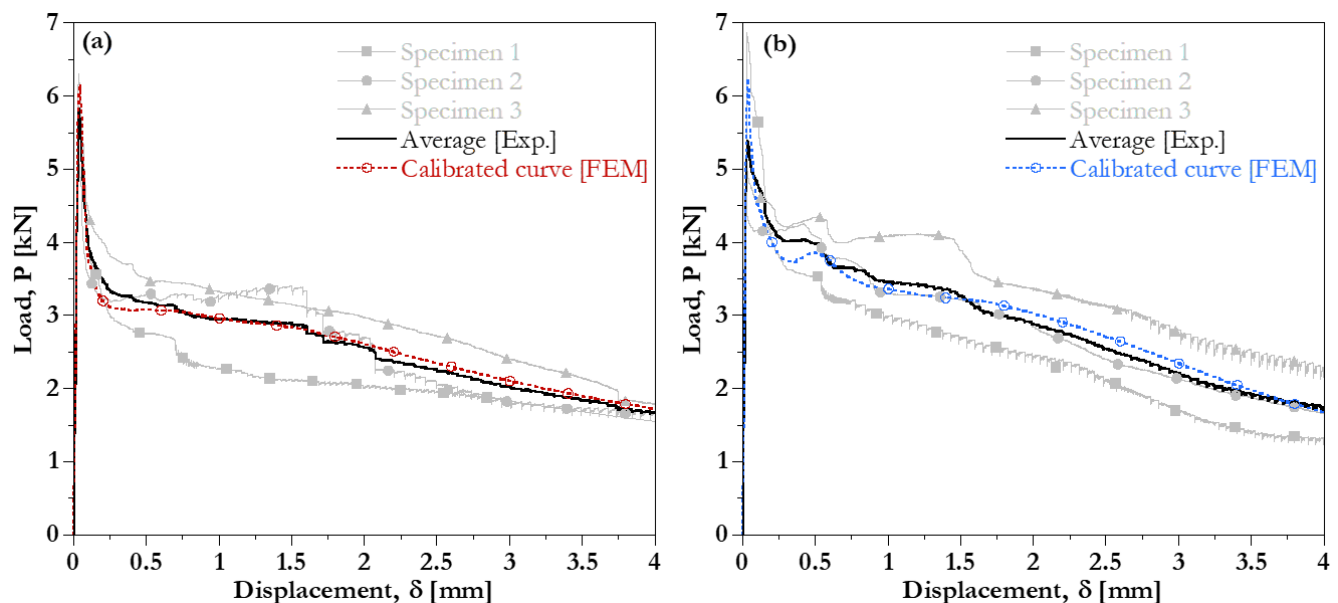 (a)
Specimen 1
Specimen 2
Specimen 3
Average [Exp.]
Calibrated curve [FEM]
Load, P [kN]
7
6
5
4
3
2
1
0
0 0.5 1 1.5 2 2.5 3 3.5 4
Displacement, δ [mm]
(b)
Specimen 1
Specimen 2
Specimen 3
Average [Exp.]
Calibrated curve [FEM]
Load, P [kN]
7
6
5
4
3
2
1
0
0 0.5 1 1.5 2 2.5 3 3.5 4
Displacement, δ [mm]